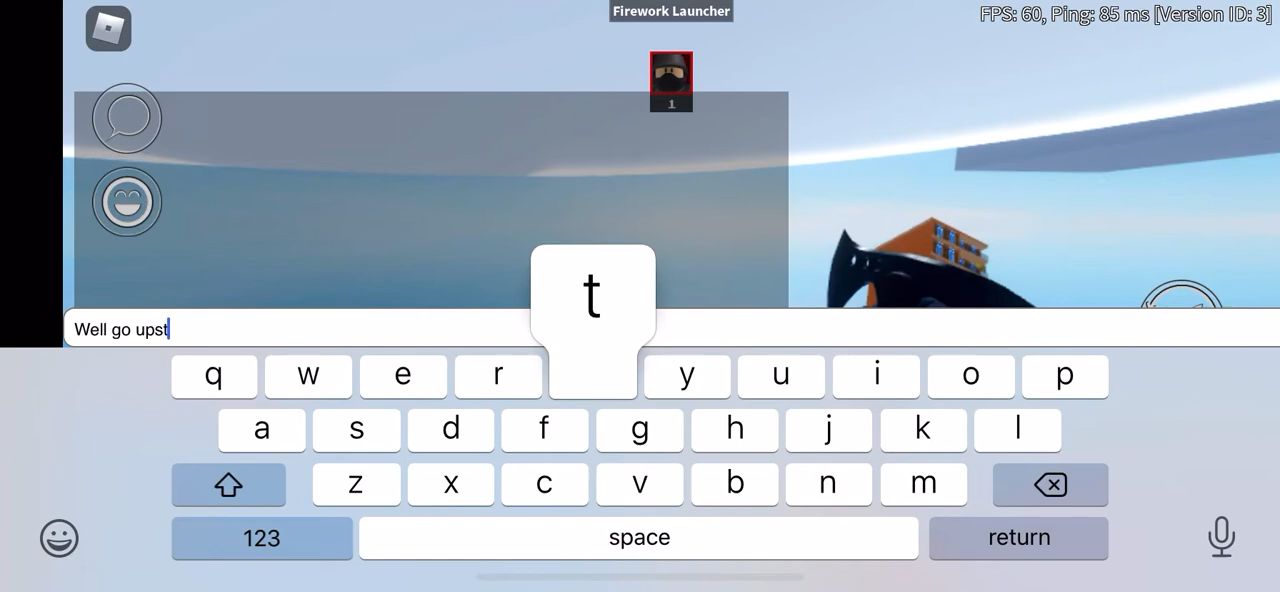 Firework Launcher
FPS: 60, Ping: 85 ms [Version ID: 3]
1
Well go upst
t
q w e r y u i o p
a s d f g h j k l
z x c v b n m
123 space return